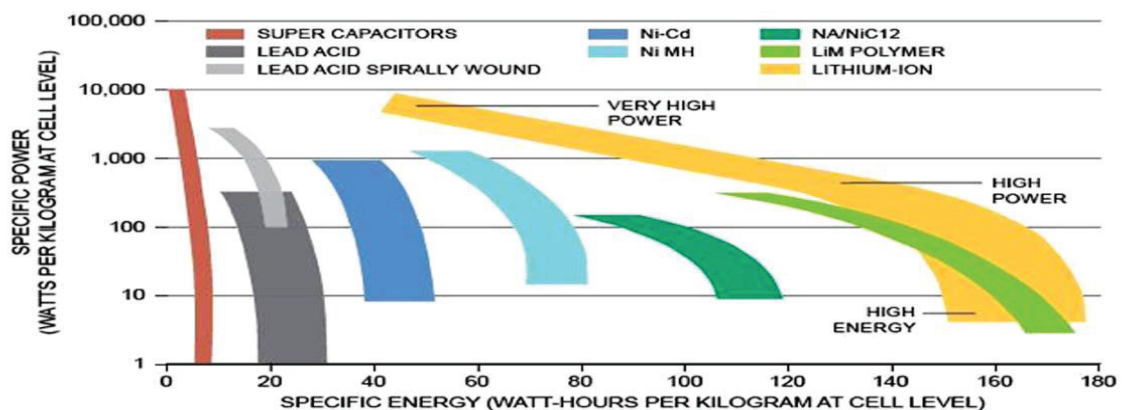 SPECIFIC POWER
(WATTS PER KILOGRAM AT CELL LEVEL)
100,000
10,000
1,000
100
10
1
SUPER CAPACITORS
LEAD ACID
LEAD ACID SPIRALLY WOUND
Ni-Cd
Ni MH
NA/NiC12
LiM POLYMER
LITHIUM-ION
VERY HIGH
POWER
HIGH
POWER
HIGH
ENERGY
0 20 40 60 80 100 120 140 160 180
SPECIFIC ENERGY (WATT-HOURS PER KILOGRAM AT CELL LEVEL)